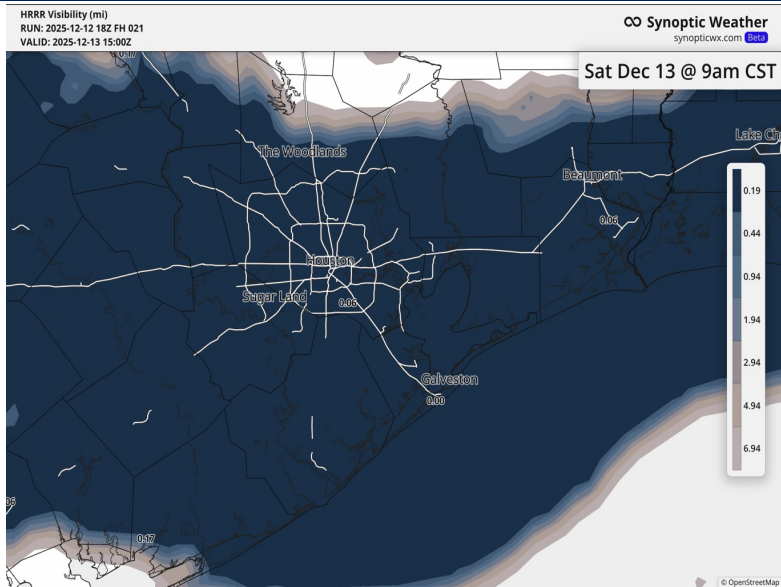 HRRR Visibility (mi)
RUN: 2025-12-12 18Z FH 021
VALID: 2025-12-13 15:00Z
Synoptic Weather
synopticwx.com Beta
Sat Dec 13 @ 9am CST
0.17
The Woodlands
Lake Ch
Beaumont
0.06
Houston
Sugar Land
0.06
Galveston
0.00
0.19
0.44
0.94
1.94
2.94
4.94
6.94
06
0.17
© OpenStreetMap